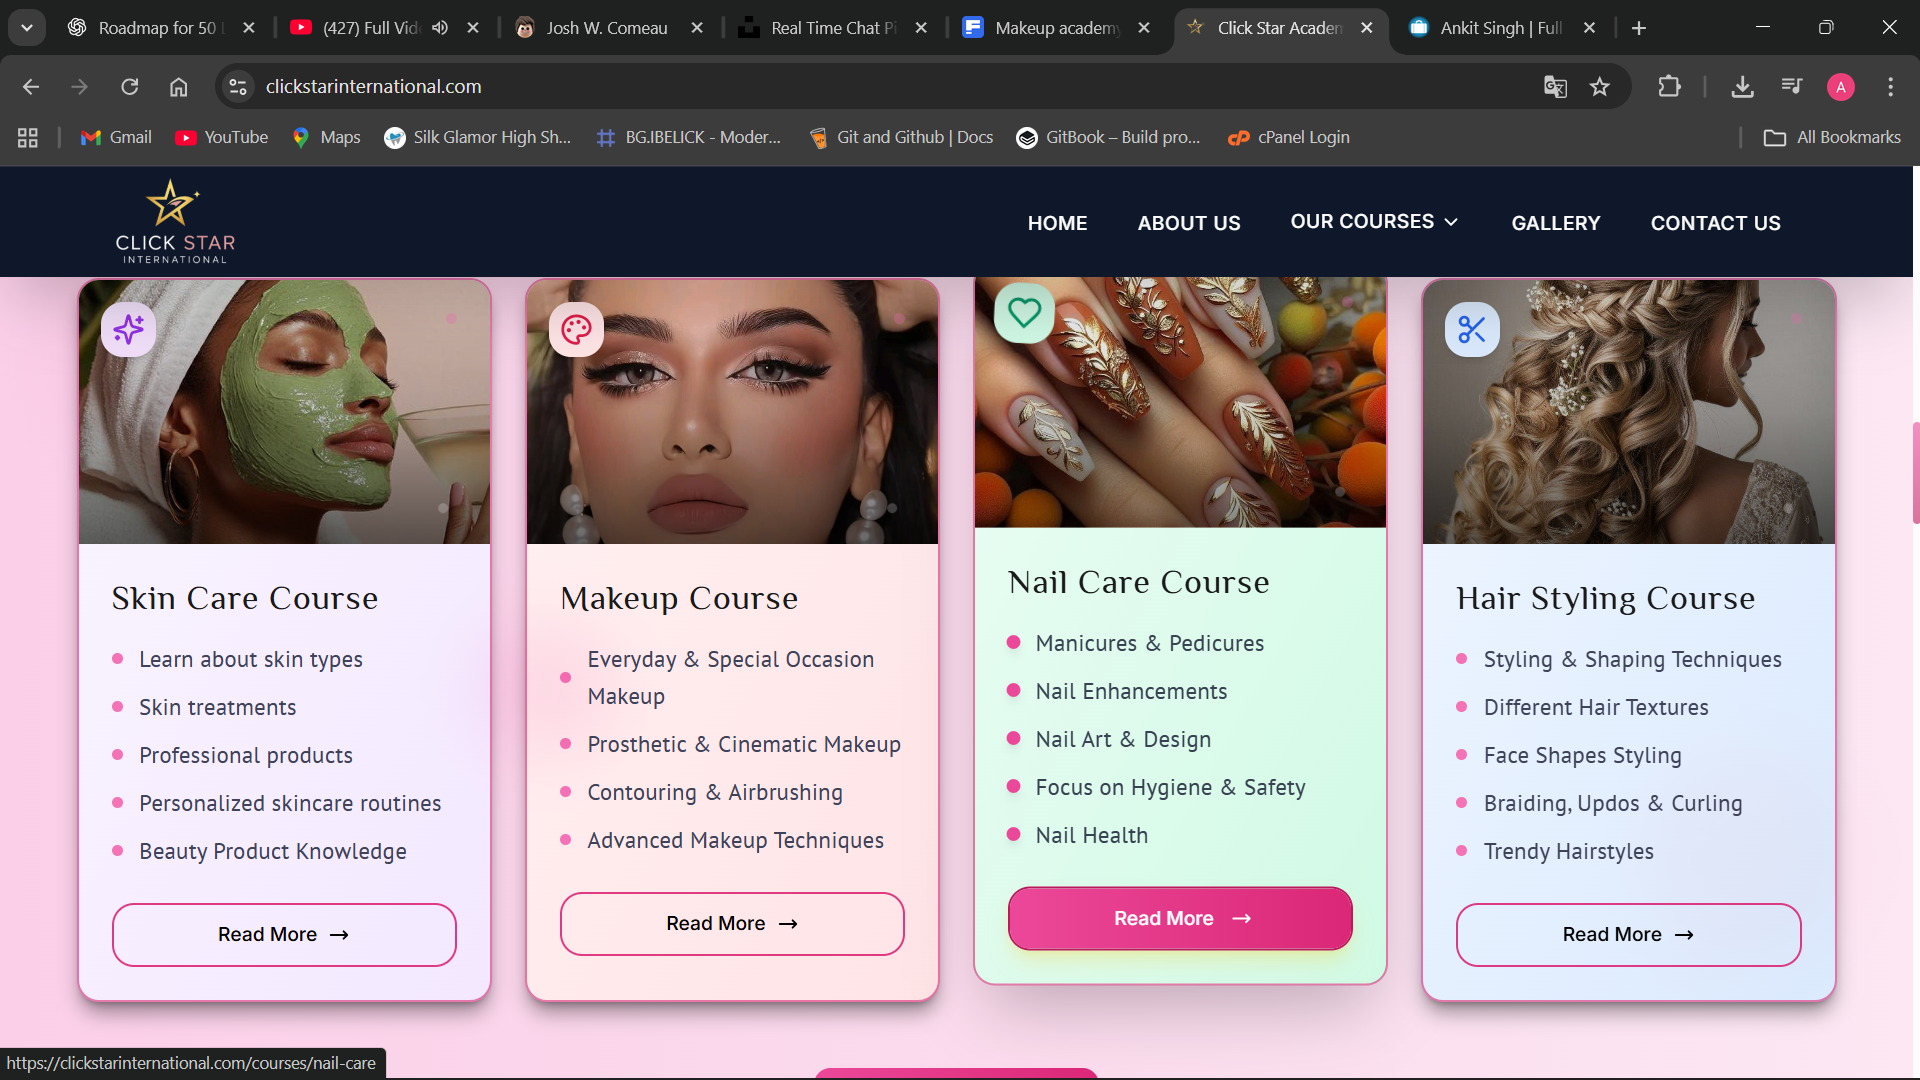 Roadmap for 50
(427) Full Vid
Josh W. Comeau
Real Time Chat Pi
Makeup academy
Click Star Academ
Ankit Singh | Full
clickstarinternational.com
A
Gmail
YouTube
Maps
Silk Glamor High Sh...
BG.IBELICK - Moder...
Git and Github | Docs
GitBook – Build pro...
cPanel Login
All Bookmarks
CLICK STAR
INTERNATIONAL
HOME
ABOUT US
OUR COURSES
GALLERY
CONTACT US
Skin Care Course
Learn about skin types
Skin treatments
Professional products
Personalized skincare routines
Beauty Product Knowledge
Read More →
Makeup Course
Everyday & Special Occasion
Makeup
Prosthetic & Cinematic Makeup
Contouring & Airbrushing
Advanced Makeup Techniques
Read More →
Nail Care Course
Manicures & Pedicures
Nail Enhancements
Nail Art & Design
Focus on Hygiene & Safety
Nail Health
Read More →
Hair Styling Course
Styling & Shaping Techniques
Different Hair Textures
Face Shapes Styling
Braiding, Updos & Curling
Trendy Hairstyles
Read More →
https://clickstarinternational.com/courses/nail-care